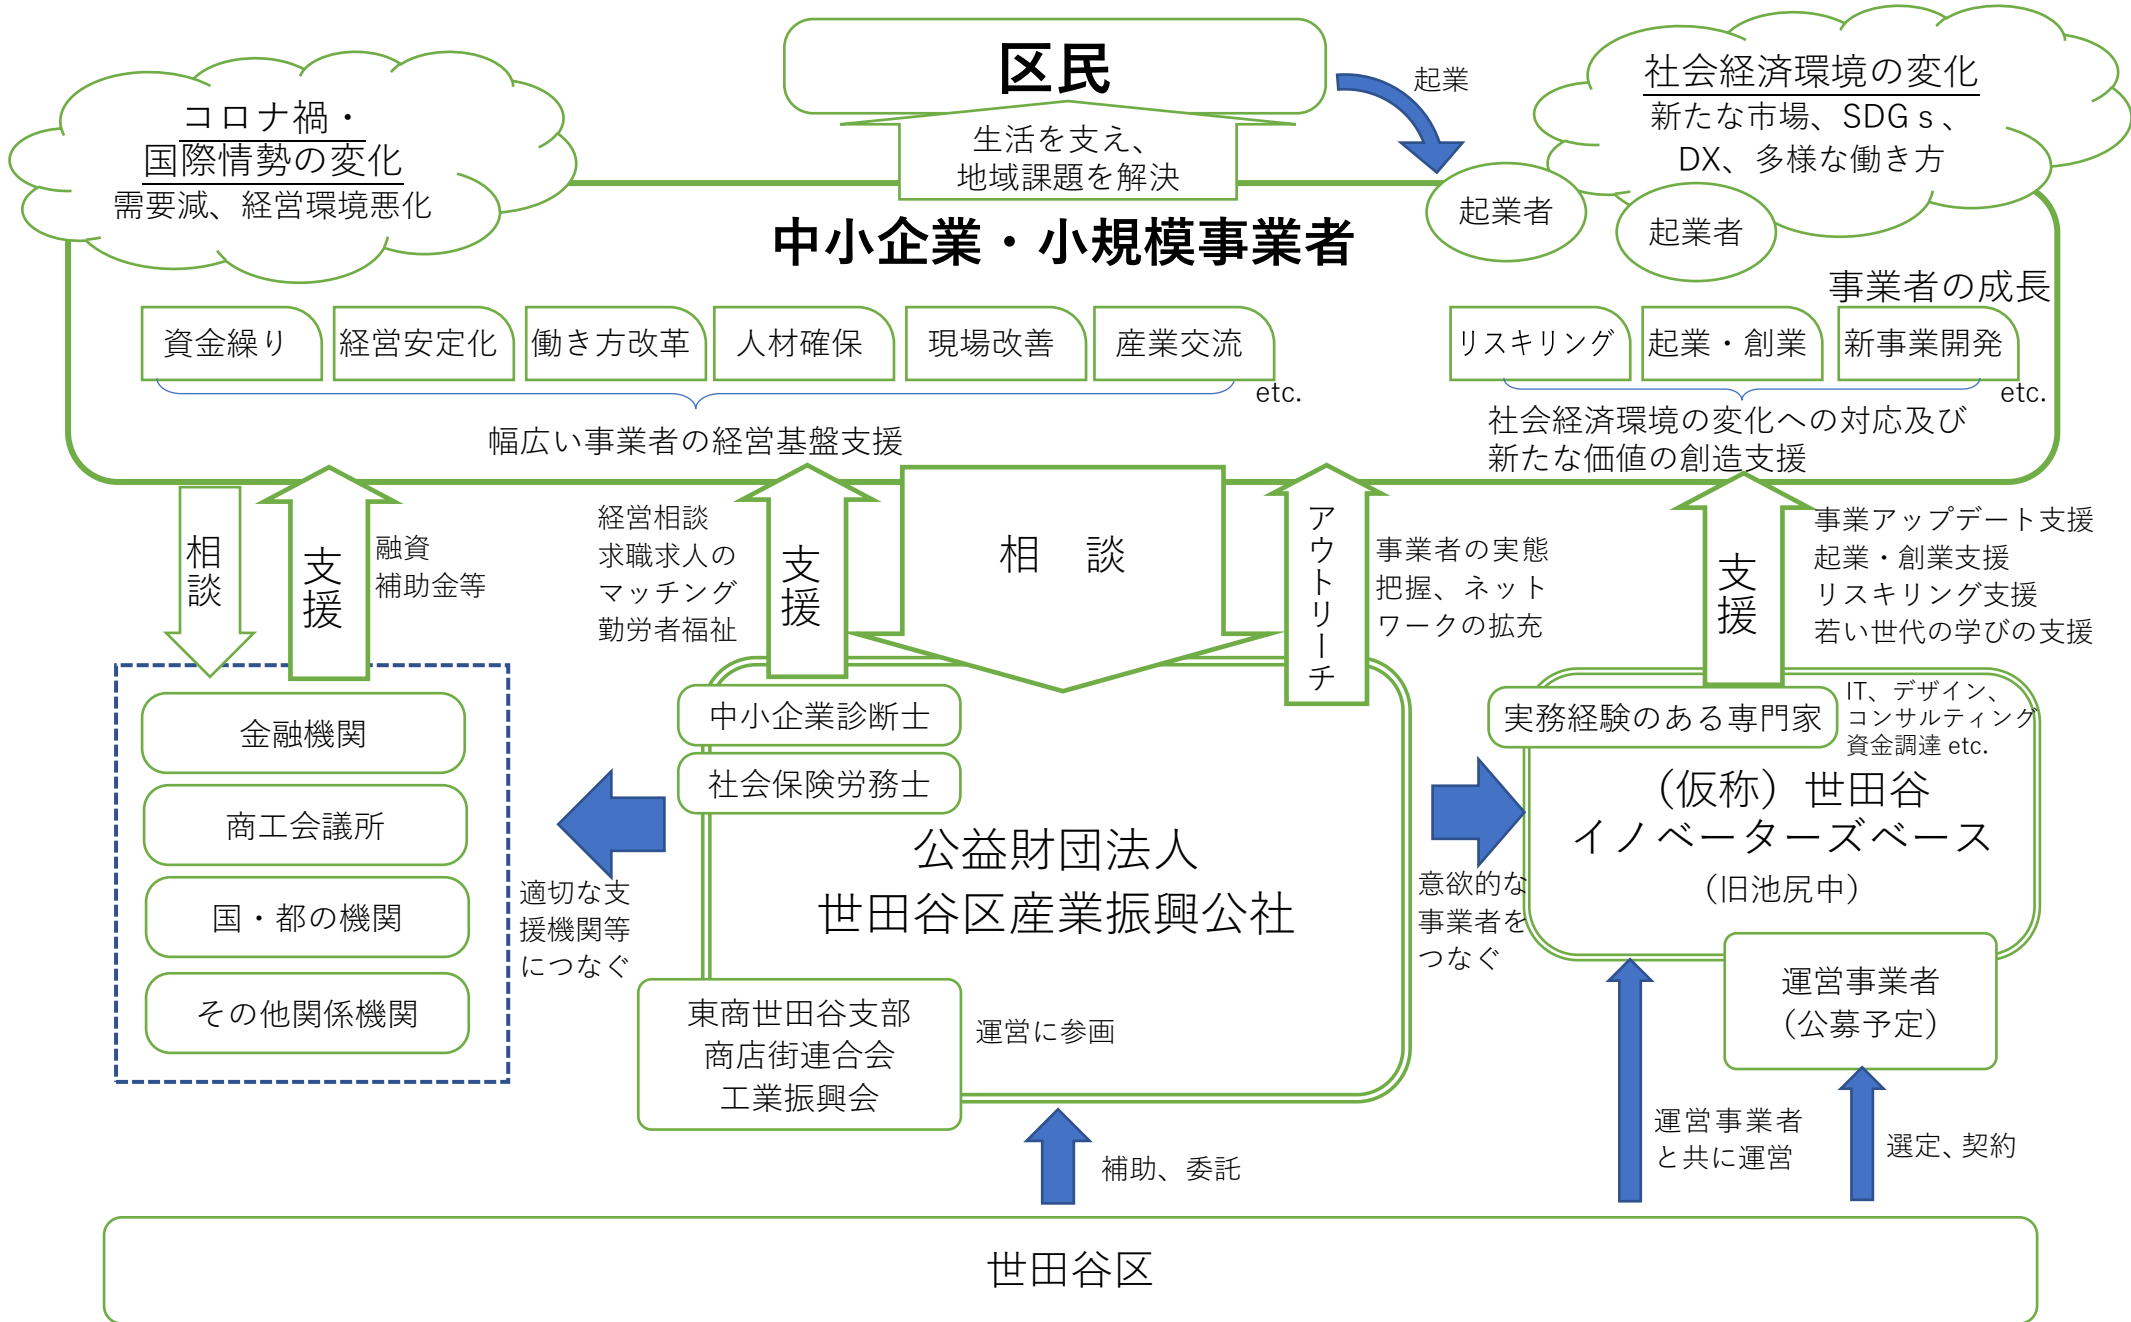 区民
起業
社会経済環境の変化
新たな市場、SDGｓ、
DX、多様な働き方
コロナ禍・
国際情勢の変化
需要減、経営環境悪化
生活を支え、
地域課題を解決
起業者
起業者
中小企業・小規模事業者
事業者の成長
資金繰り
経営安定化
働き方改革
人材確保
現場改善
産業交流
etc.
リスキリング
起業・創業
新事業開発
etc.
幅広い事業者の経営基盤支援
社会経済環境の変化への対応及び
新たな価値の創造支援
相談
支援
融資
補助金等
経営相談
求職求人の
マッチング
勤労者福祉
支援
相　談
アウトリーチ
事業者の実態
把握、ネット
ワークの拡充
支援
事業アップデート支援
起業・創業支援
リスキリング支援
若い世代の学びの支援
金融機関
商工会議所
国・都の機関
その他関係機関
適切な支
援機関等
につなぐ
中小企業診断士
社会保険労務士
公益財団法人
世田谷区産業振興公社
東商世田谷支部
商店街連合会
工業振興会
運営に参画
意欲的な
事業者を
つなぐ
実務経験のある専門家
IT、デザイン、
コンサルティング
資金調達 etc.
（仮称）世田谷
イノベーターズベース
（旧池尻中）
運営事業者
（公募予定）
補助、委託
運営事業者
と共に運営
選定、契約
世田谷区